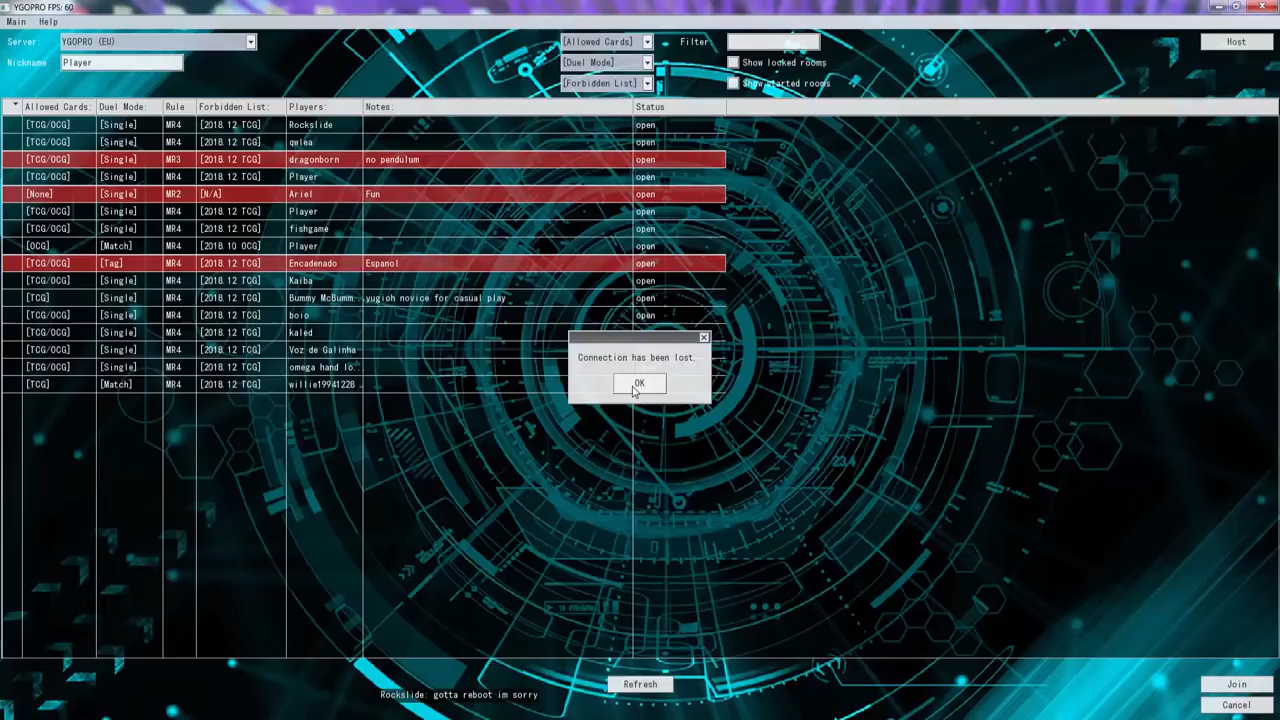 YGOPRO FPS: 60
Main Help
Server: YGOPRO (EU) [Allowed Cards] Filter Host
Nickname Player [Duel Mode] Show locked rooms
[Forbidden List] Show started rooms
Allowed Cards: Duel Mode: Rule Forbidden List: Players: Notes: Status
[TCG/OCG] [Single] MR4 [2018.12 TCG] Rockslide open
[TCG/OCG] [Single] MR4 [2018.12 TCG] qwlea open
[TCG/OCG] [Single] MR3 [2018.12 TCG] dragonborn no pendulum open
[TCG/OCG] [Single] MR4 [2018.12 TCG] Player open
[None] [Single] MR2 [N/A] Ariel Fun open
[TCG/OCG] [Single] MR4 [2018.12 TCG] Player open
[TCG/OCG] [Single] MR4 [2018.12 TCG] fishgame open
[OCG] [Match] MR4 [2018.10 OCG] Player open
[TCG/OCG] [Tag] MR4 [2018.12 TCG] Encadenado Espanol open
[TCG/OCG] [Single] MR4 [2018.12 TCG] Kaiba open
[TCG] [Single] MR4 [2018.12 TCG] Bummy McBumm.. yugioh novice for casual play open
[TCG/OCG] [Single] MR4 [2018.12 TCG] boio open
[TCG/OCG] [Single] MR4 [2018.12 TCG] kaled
[TCG/OCG] [Single] MR4 [2018.12 TCG] Voz de Galinha
[TCG/OCG] [Single] MR4 [2018.12 TCG] omega hand lo..
[TCG] [Match] MR4 [2018.12 TCG] willie19941228
Connection has been lost.
OK
23.4
Refresh Join
Rockslide: gotta reboot im sorry
Cancel